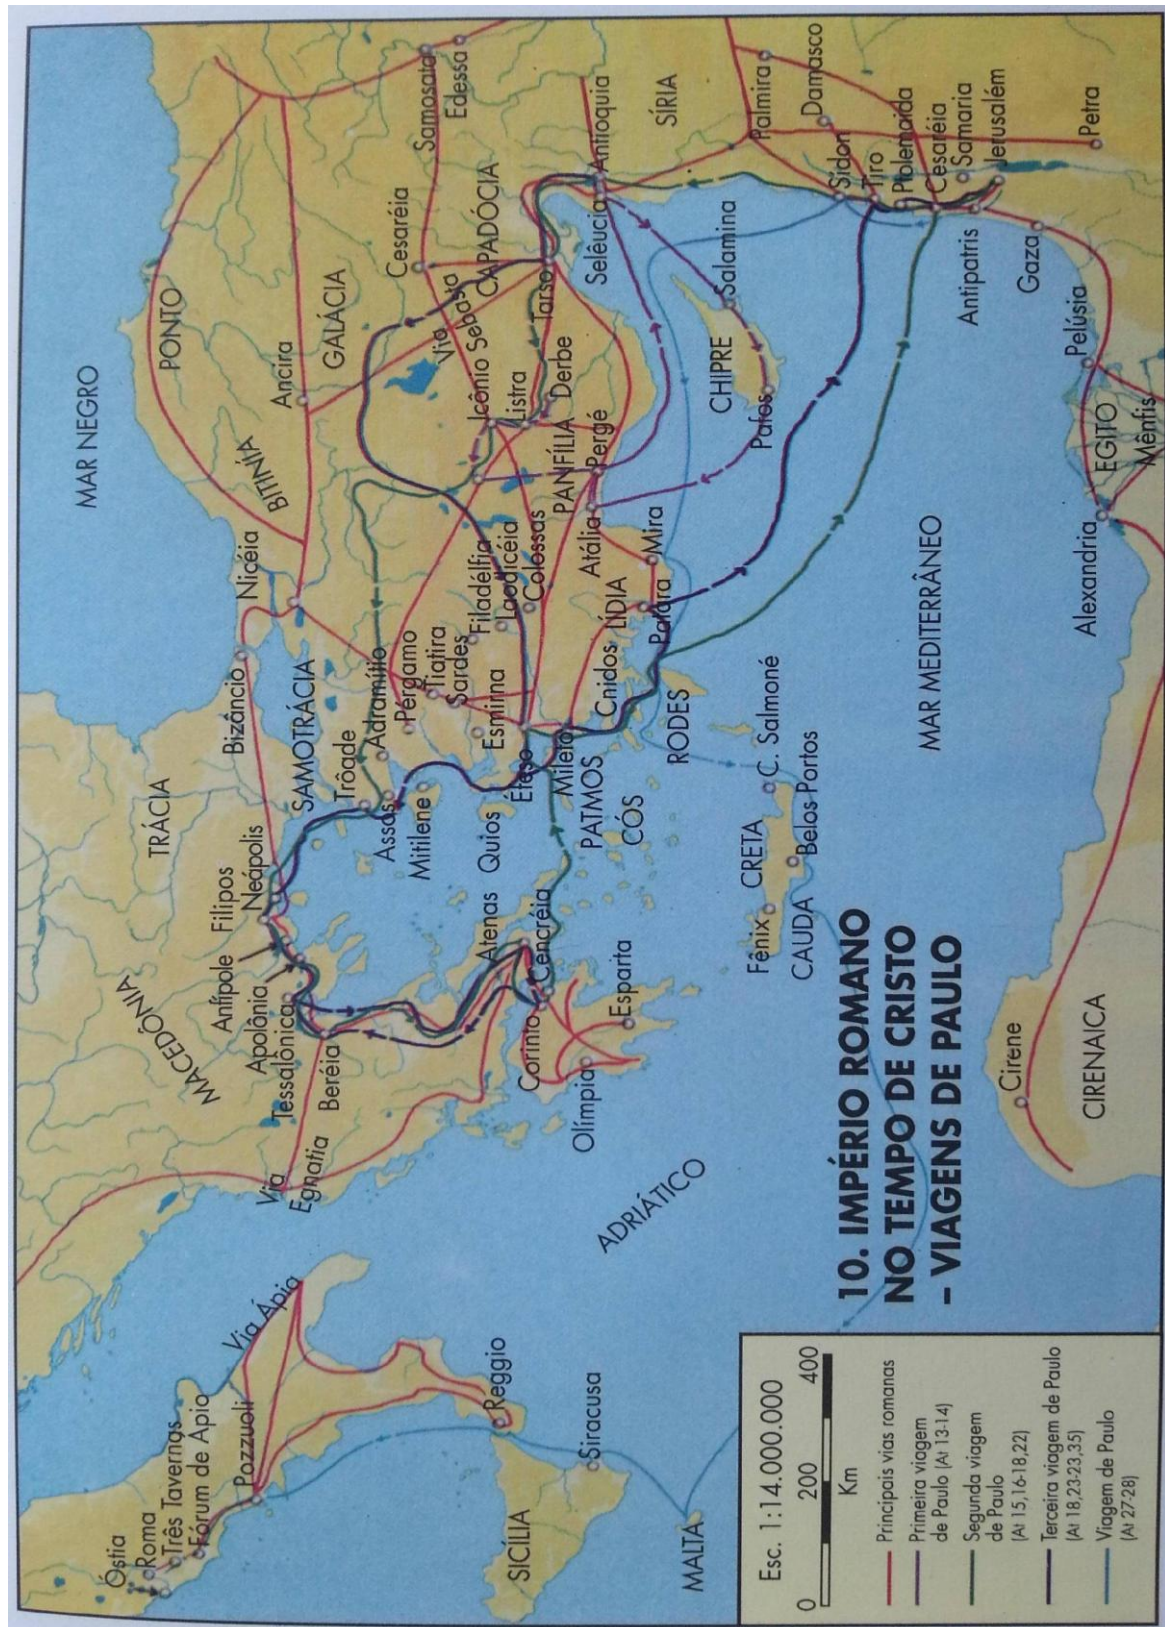 MAR NEGRO
PONTO
BITÍNIA
GALÁCIA
Ancira
Samosata
Edessa
Cesaréia
CAPADÓCIA
Via
Sebasta
Icônio
Listra
Derbe
Tarso
Antioquia
Selêucia
SÍRIA
Palmira
Damasco
Sídon
Tiro
Ptolemaida
Cesaréia
Samaria
Jerusalém
Petra
Antipatris
Gaza
Salamina
CHIPRE
Pafos
PANFÍLIA
Pergé
Atália
Mira
LÍDIA
Patara
Cnidos
RODES
Colossas
Laodicéia
Filadélfia
Nicéia
Bizâncio
TRÁCIA
SAMOTRÁCIA
Trôade
Adramítio
Pérgamo
Tiatira
Sardes
Esmirna
Assos
Mitilene
Quios
Éfeso
Mileto
PATMOS
CÓS
Neápolis
Filipos
Anfípole
Apolônia
Tessalônica
MACEDÔNIA
Beréia
Via
Egnatia
Atenas
Cencréia
Corinto
Esparta
Olímpia
C. Salmoné
CRETA
Belos-Portos
Fênix
CAUDA
MAR MEDITERRÂNEO
Pelúsia
EGITO
Mênfis
Alexandria
Cirene
CIRENAICA
ADRIÁTICO
Via Ápia
Óstia
Roma
Três Tavernas
Fórum de Ápio
Pozzuoli
Reggio
Siracusa
SICÍLIA
MALTA
10. IMPÉRIO ROMANO
NO TEMPO DE CRISTO
– VIAGENS DE PAULO
Esc. 1:14.000.000
0 200 400
Km
Principais vias romanas
Primeira viagem
de Paulo (At 13-14)
Segunda viagem
de Paulo
(At 15,16-18,22)
Terceira viagem de Paulo
(At 18,23-23,35)
Viagem de Paulo
(At 27-28)